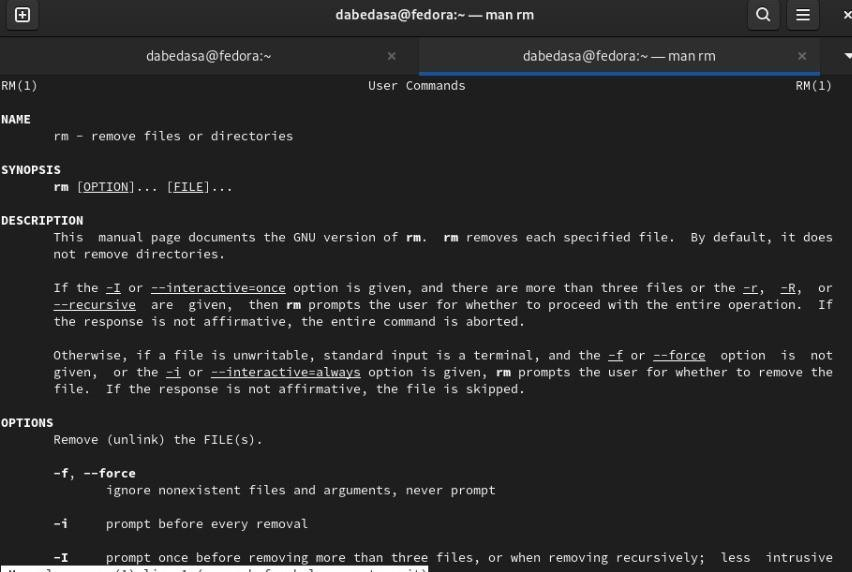 dabedasa@fedora:~ — man rm
dabedasa@fedora:~ × dabedasa@fedora:~ — man rm ×
RM(1) User Commands RM(1)
NAME
rm - remove files or directories
SYNOPSIS
rm [OPTION]... [FILE]...
DESCRIPTION
This manual page documents the GNU version of rm. rm removes each specified file. By default, it does
not remove directories.
If the -I or --interactive=once option is given, and there are more than three files or the -r, -R, or
--recursive are given, then rm prompts the user for whether to proceed with the entire operation. If
the response is not affirmative, the entire command is aborted.
Otherwise, if a file is unwritable, standard input is a terminal, and the -f or --force option is not
given, or the -i or --interactive=always option is given, rm prompts the user for whether to remove the
file. If the response is not affirmative, the file is skipped.
OPTIONS
Remove (unlink) the FILE(s).
-f, --force
ignore nonexistent files and arguments, never prompt
-i prompt before every removal
-I prompt once before removing more than three files, or when removing recursively; less intrusive